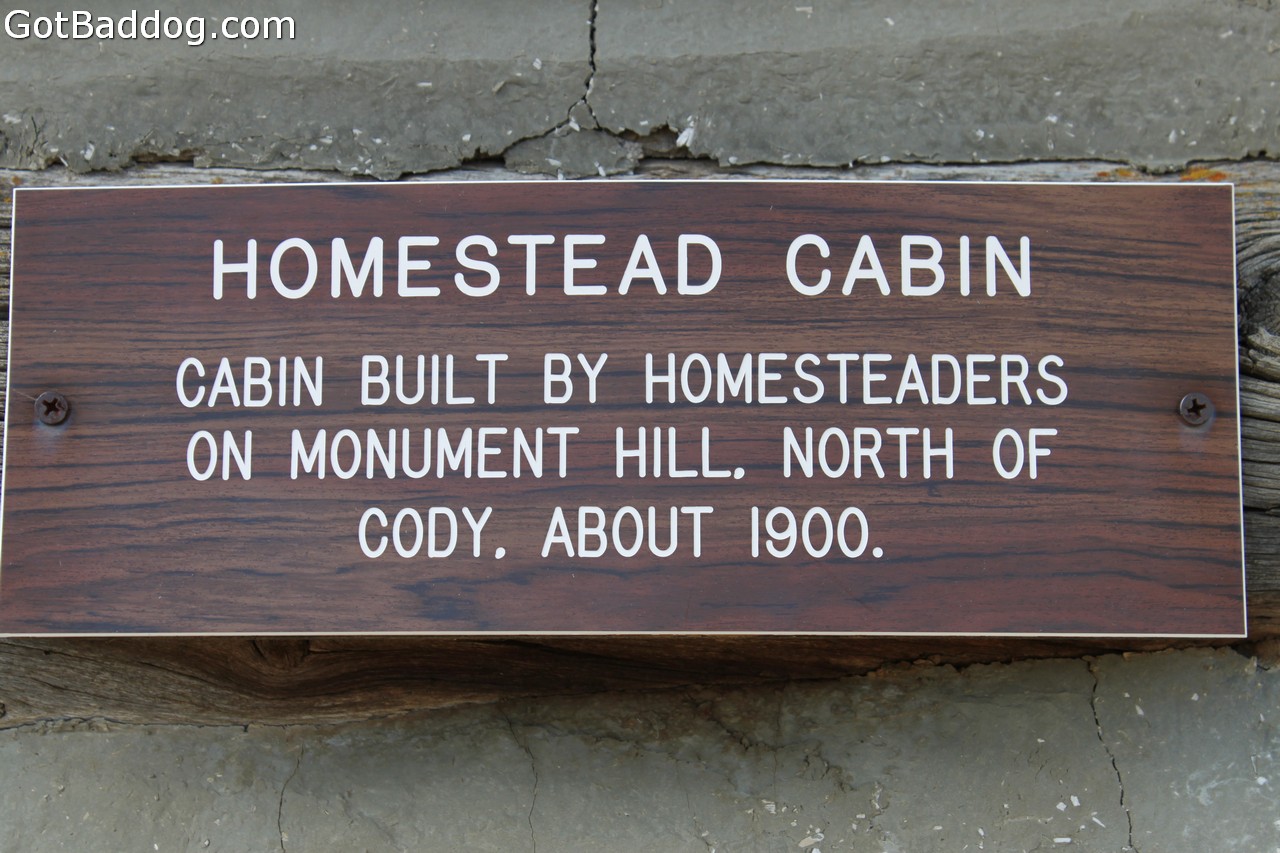 GotBaddog.com
HOMESTEAD CABIN
CABIN BUILT BY HOMESTEADERS
ON MONUMENT HILL, NORTH OF
CODY, ABOUT 1900.